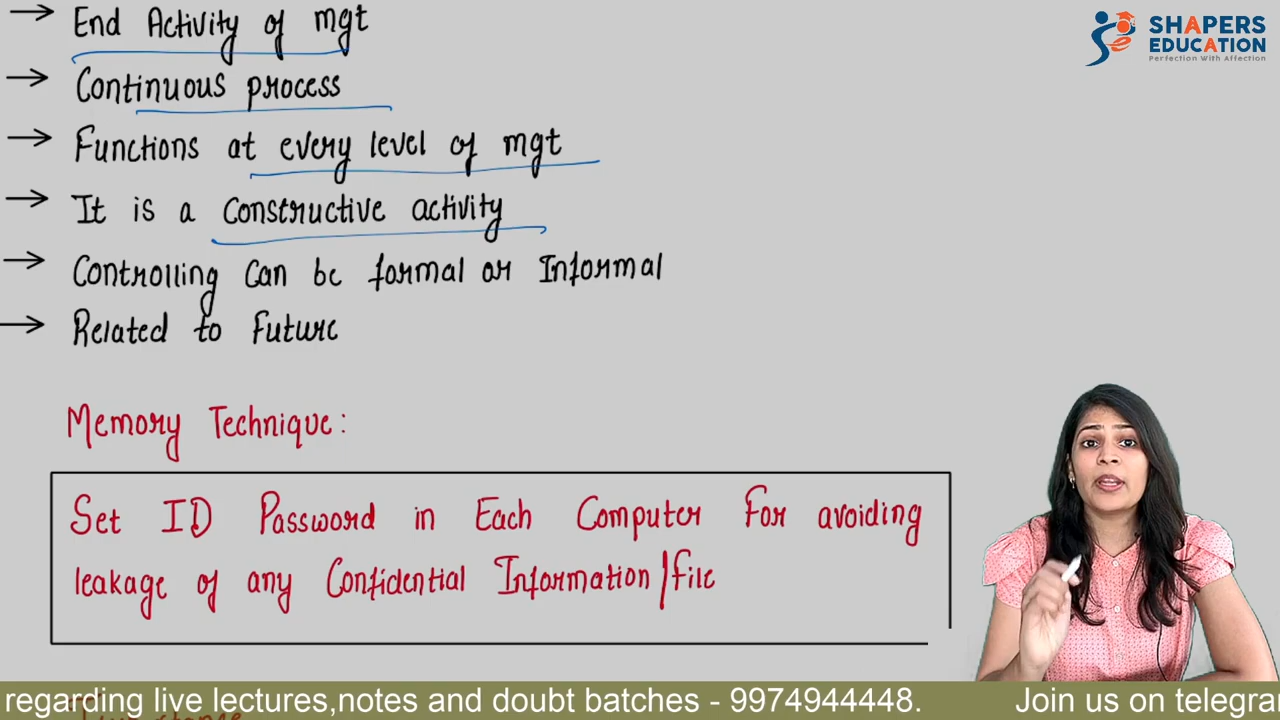 → End Activity of mgt
→ Continuous process
→ Functions at every level of mgt
→ It is a constructive activity
→ Controlling Can be formal or Informal
→ Related to Future
Memory Technique:
Set ID Password in Each Computer For avoiding
leakage of any Confidential Information/File
SHAPERS
EDUCATION
Perfection With Affection
regarding live lectures,notes and doubt batches - 9974944448. Join us on telegra